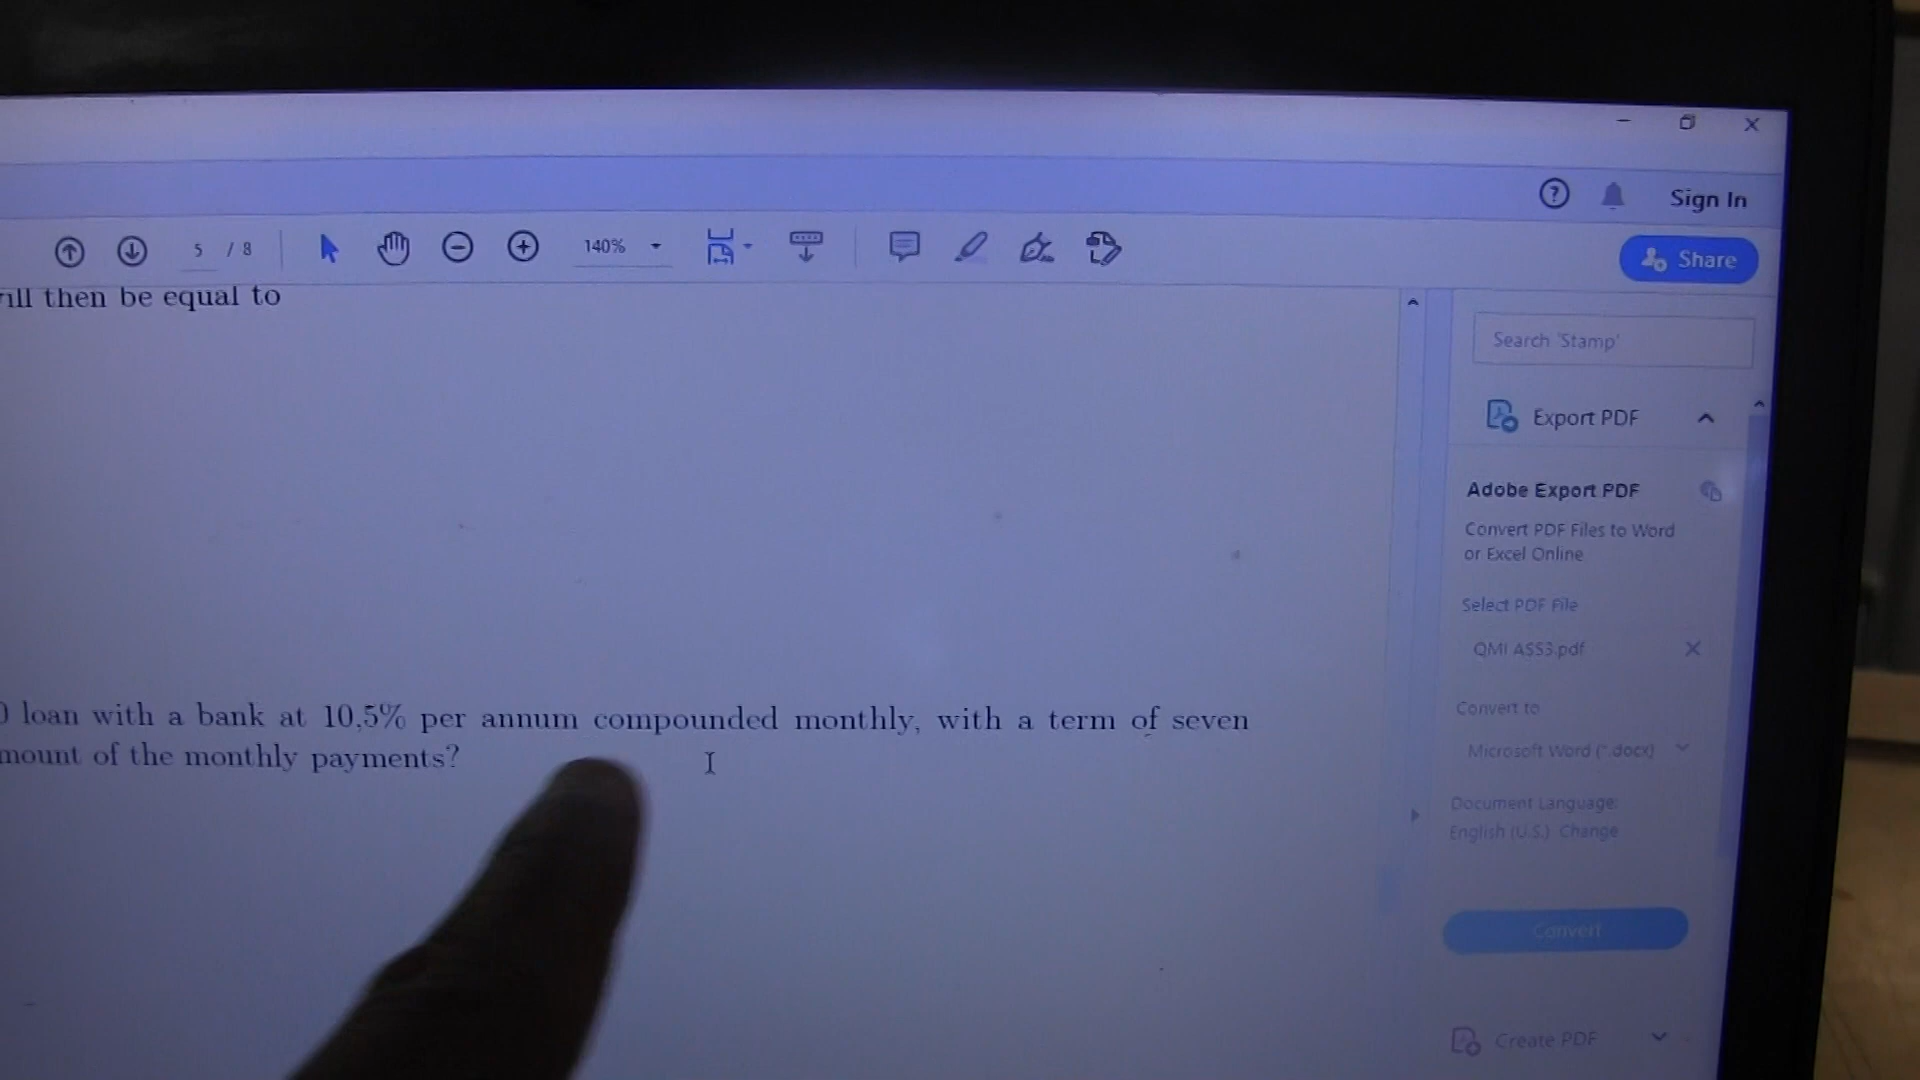 Sign In
5 / 8
140%
Share
ill then be equal to
Search 'Stamp'
Export PDF
Adobe Export PDF
Convert PDF Files to Word
or Excel Online
Select PDF File
QMI ASS3.pdf
0 loan with a bank at 10,5% per annum compounded monthly, with a term of seven
mount of the monthly payments?
Convert to
Microsoft Word (*.docx)
Document Language:
English (U.S.) Change
Convert
Create PDF